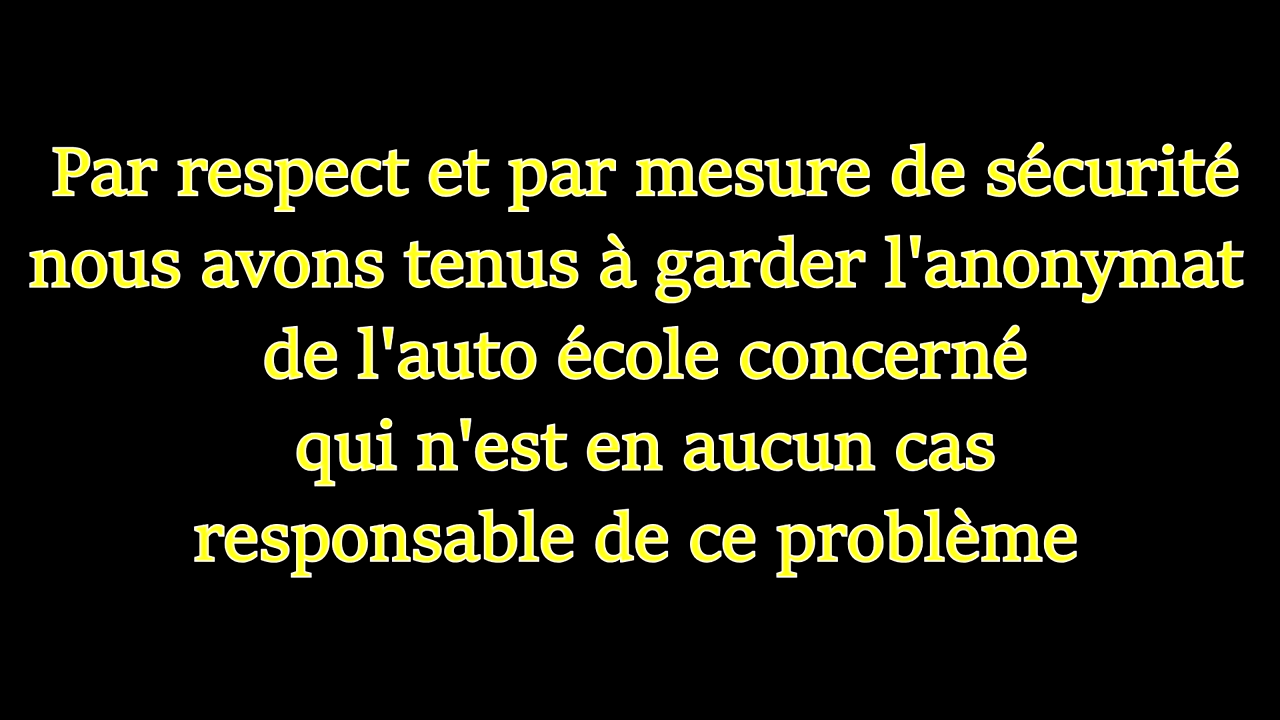 Par respect et par mesure de sécurité
nous avons tenus à garder l'anonymat
de l'auto école concerné
qui n'est en aucun cas
responsable de ce problème